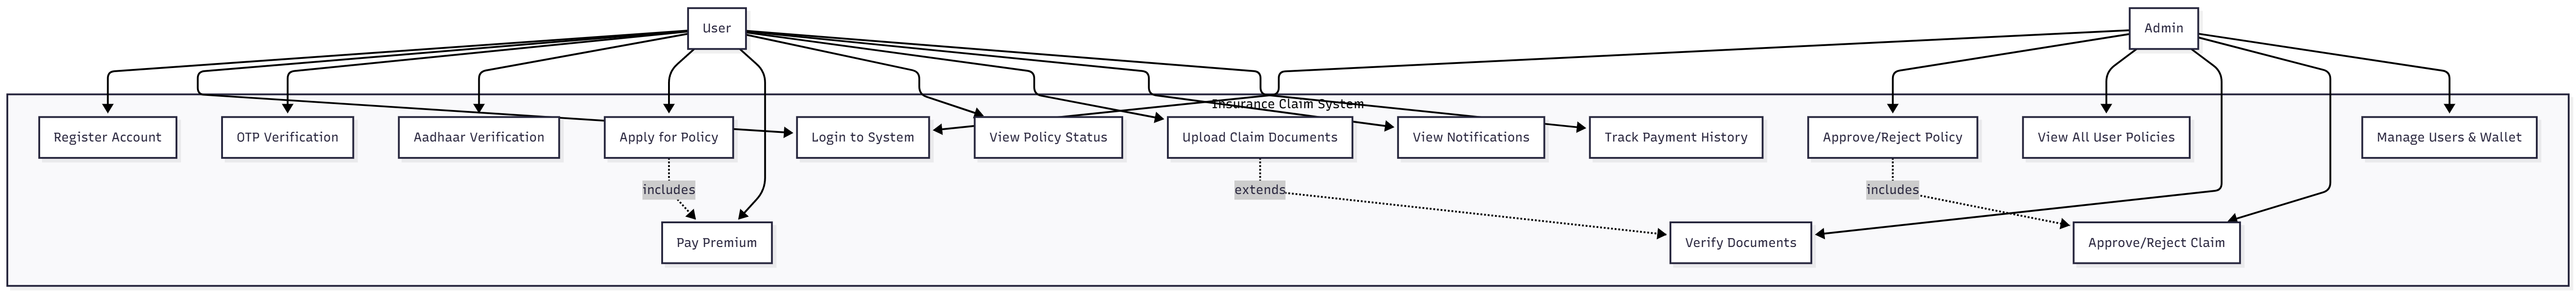 User
Admin
Insurance Claim System
Register Account
OTP Verification
Aadhaar Verification
Apply for Policy
Login to System
View Policy Status
Upload Claim Documents
View Notifications
Track Payment History
Approve/Reject Policy
View All User Policies
Manage Users & Wallet
includes
extends
includes
Pay Premium
Verify Documents
Approve/Reject Claim